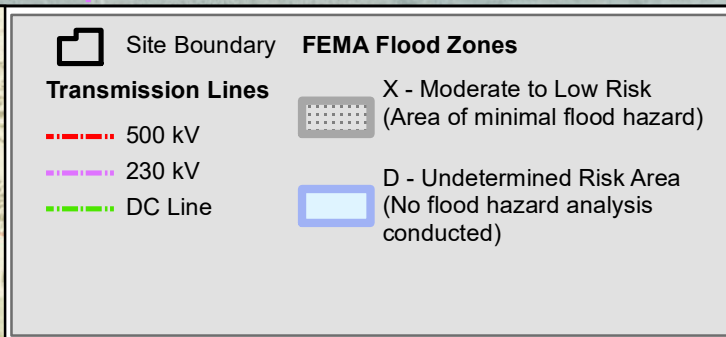 Site Boundary
Transmission Lines
500 kV
230 kV
DC Line
FEMA Flood Zones
X - Moderate to Low Risk
(Area of minimal flood hazard)
D - Undetermined Risk Area
(No flood hazard analysis
conducted)